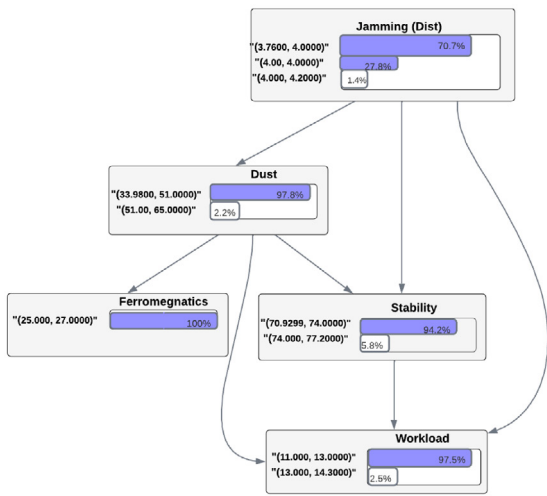 Jamming (Dist)
"(3.7600, 4.0000)" 70.7%
"(4.00, 4.0000)" 27.8%
"(4.000, 4.2000)" 1.4%
Dust
"(33.9800, 51.0000)" 97.8%
"(51.00, 65.0000)" 2.2%
Ferromegnatics
"(25.000, 27.0000)" 100%
Stability
"(70.9299, 74.0000)" 94.2%
"(74.000, 77.2000)" 5.8%
Workload
"(11.000, 13.0000)" 97.5%
"(13.000, 14.3000)" 2.5%